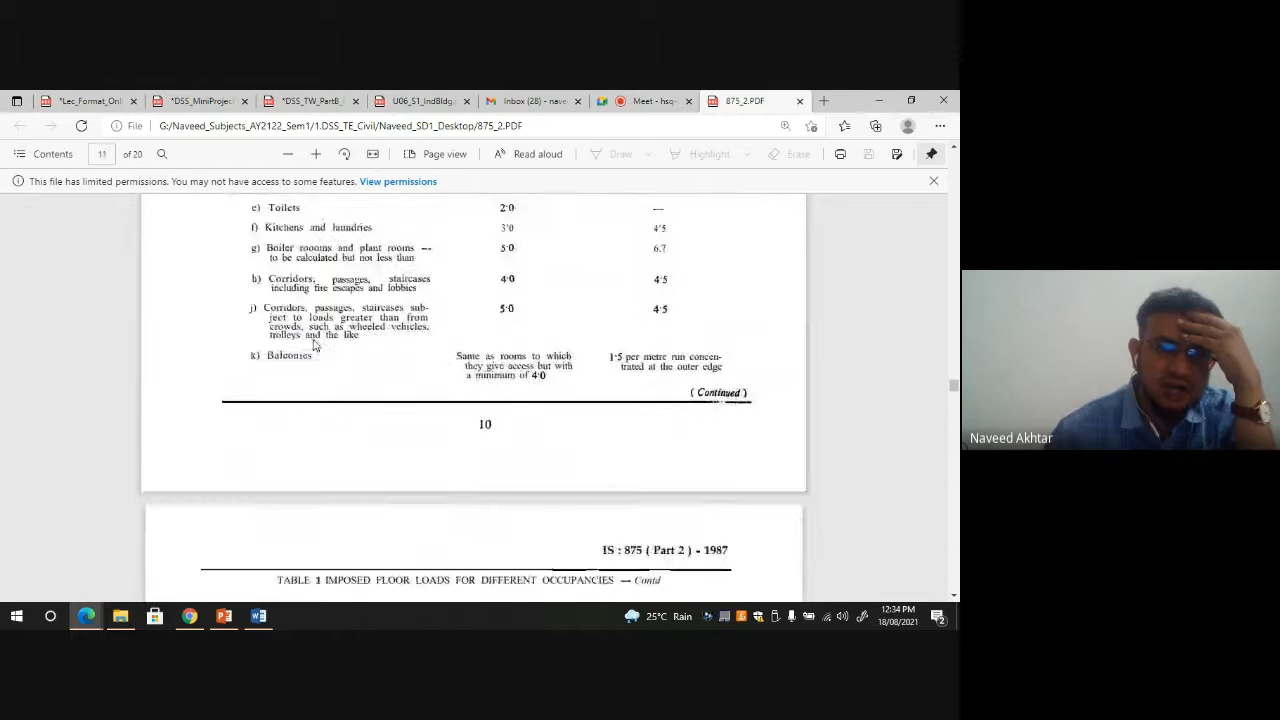 *Lec_Format_Onl
*DSS_MiniProject
*DSS_TW_PartB_
U06_S1_IndBldg.
Inbox (28) - nave
Meet - hsq-
875_2.PDF
File G:/Naveed_Subjects_AY2122_Sem1/1.DSS_TE_Civil/Naveed_SD1_Desktop/875_2.PDF
Contents 11 of 20 Page view Read aloud Draw Highlight Erase
This file has limited permissions. You may not have access to some features. View permissions
e) Toilets 2·0 —
f) Kitchens and laundries 3·0 4·5
g) Boiler roooms and plant rooms — 5·0 6.7
to be calculated but not less than
h) Corridors, passages, staircases 4·0 4·5
including fire escapes and lobbies
j) Corridors, passages, staircases sub- 5·0 4·5
ject to loads greater than from
crowds, such as wheeled vehicles,
trolleys and the like
k) Balconies Same as rooms to which 1·5 per metre run concen-
they give access but with trated at the outer edge
a minimum of 4·0
( Continued )
10
IS : 875 ( Part 2 ) - 1987
TABLE 1 IMPOSED FLOOR LOADS FOR DIFFERENT OCCUPANCIES — Contd
Naveed Akhtar
25°C Rain
12:34 PM
18/08/2021
2